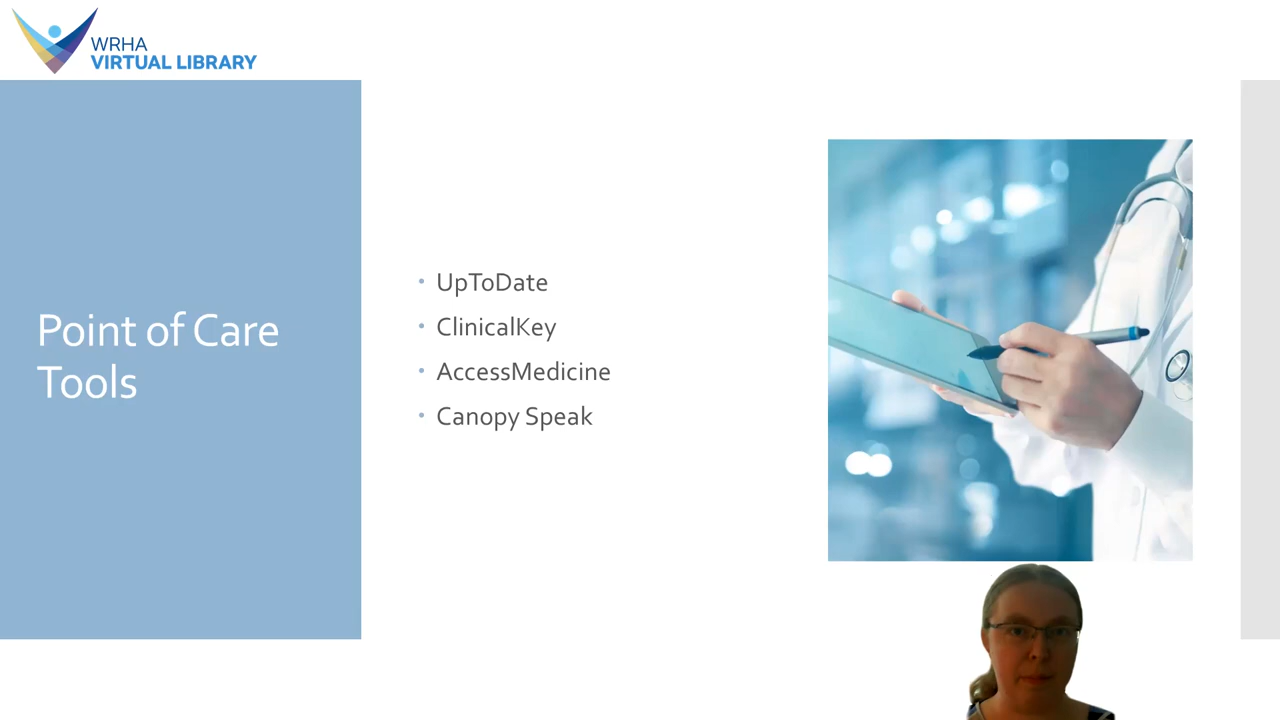 WRHA
VIRTUAL LIBRARY
Point of Care
Tools
• UpToDate
• ClinicalKey
• AccessMedicine
• Canopy Speak